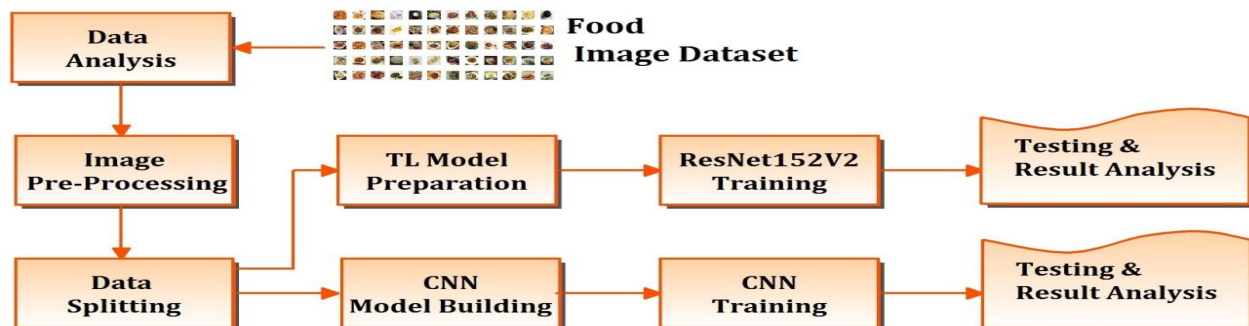 Data
Analysis
Food
Image Dataset
Image
Pre-Processing
TL Model
Preparation
ResNet152V2
Training
Testing &
Result Analysis
Data
Splitting
CNN
Model Building
CNN
Training
Testing &
Result Analysis